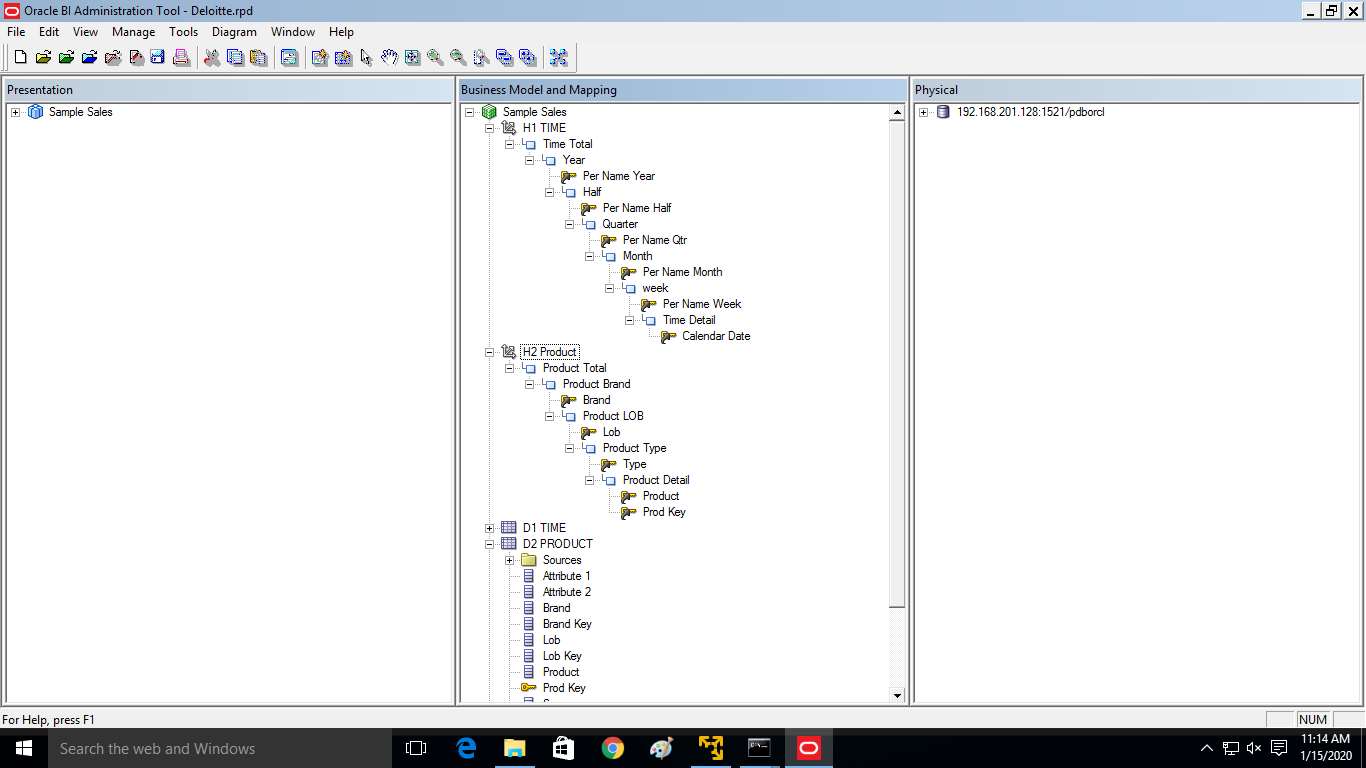 Oracle BI Administration Tool - Deloitte.rpd
File Edit View Manage Tools Diagram Window Help
Presentation
Sample Sales
Business Model and Mapping
Sample Sales
H1 TIME
Time Total
Year
Per Name Year
Half
Per Name Half
Quarter
Per Name Qtr
Month
Per Name Month
week
Per Name Week
Time Detail
Calendar Date
H2 Product
Product Total
Product Brand
Brand
Product LOB
Lob
Product Type
Type
Product Detail
Product
Prod Key
D1 TIME
D2 PRODUCT
Sources
Attribute 1
Attribute 2
Brand
Brand Key
Lob
Lob Key
Product
Prod Key
Physical
192.168.201.128:1521/pdborcl
For Help, press F1
NUM
Search the web and Windows
11:14 AM
1/15/2020